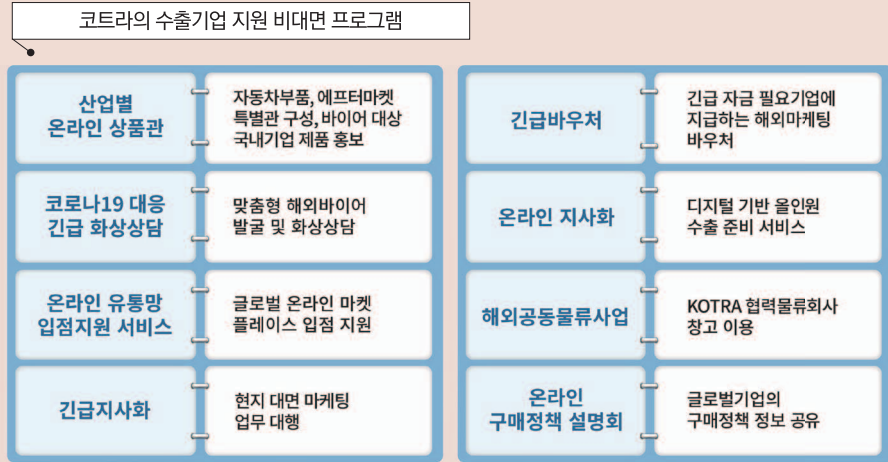 코트라의 수출기업 지원 비대면 프로그램
산업별
온라인 상품관
자동차부품, 에프터마켓
특별관 구성, 바이어 대상
국내기업 제품 홍보
코로나19 대응
긴급 화상상담
맞춤형 해외바이어
발굴 및 화상상담
온라인 유통망
입점지원 서비스
글로벌 온라인 마켓
플레이스 입점 지원
긴급지사화
현지 대면 마케팅
업무 대행
긴급바우처
긴급 자금 필요기업에
지급하는 해외마케팅
바우처
온라인 지사화
디지털 기반 올인원
수출 준비 서비스
해외공동물류사업
KOTRA 협력물류회사
창고 이용
온라인
구매정책 설명회
글로벌기업의
구매정책 정보 공유